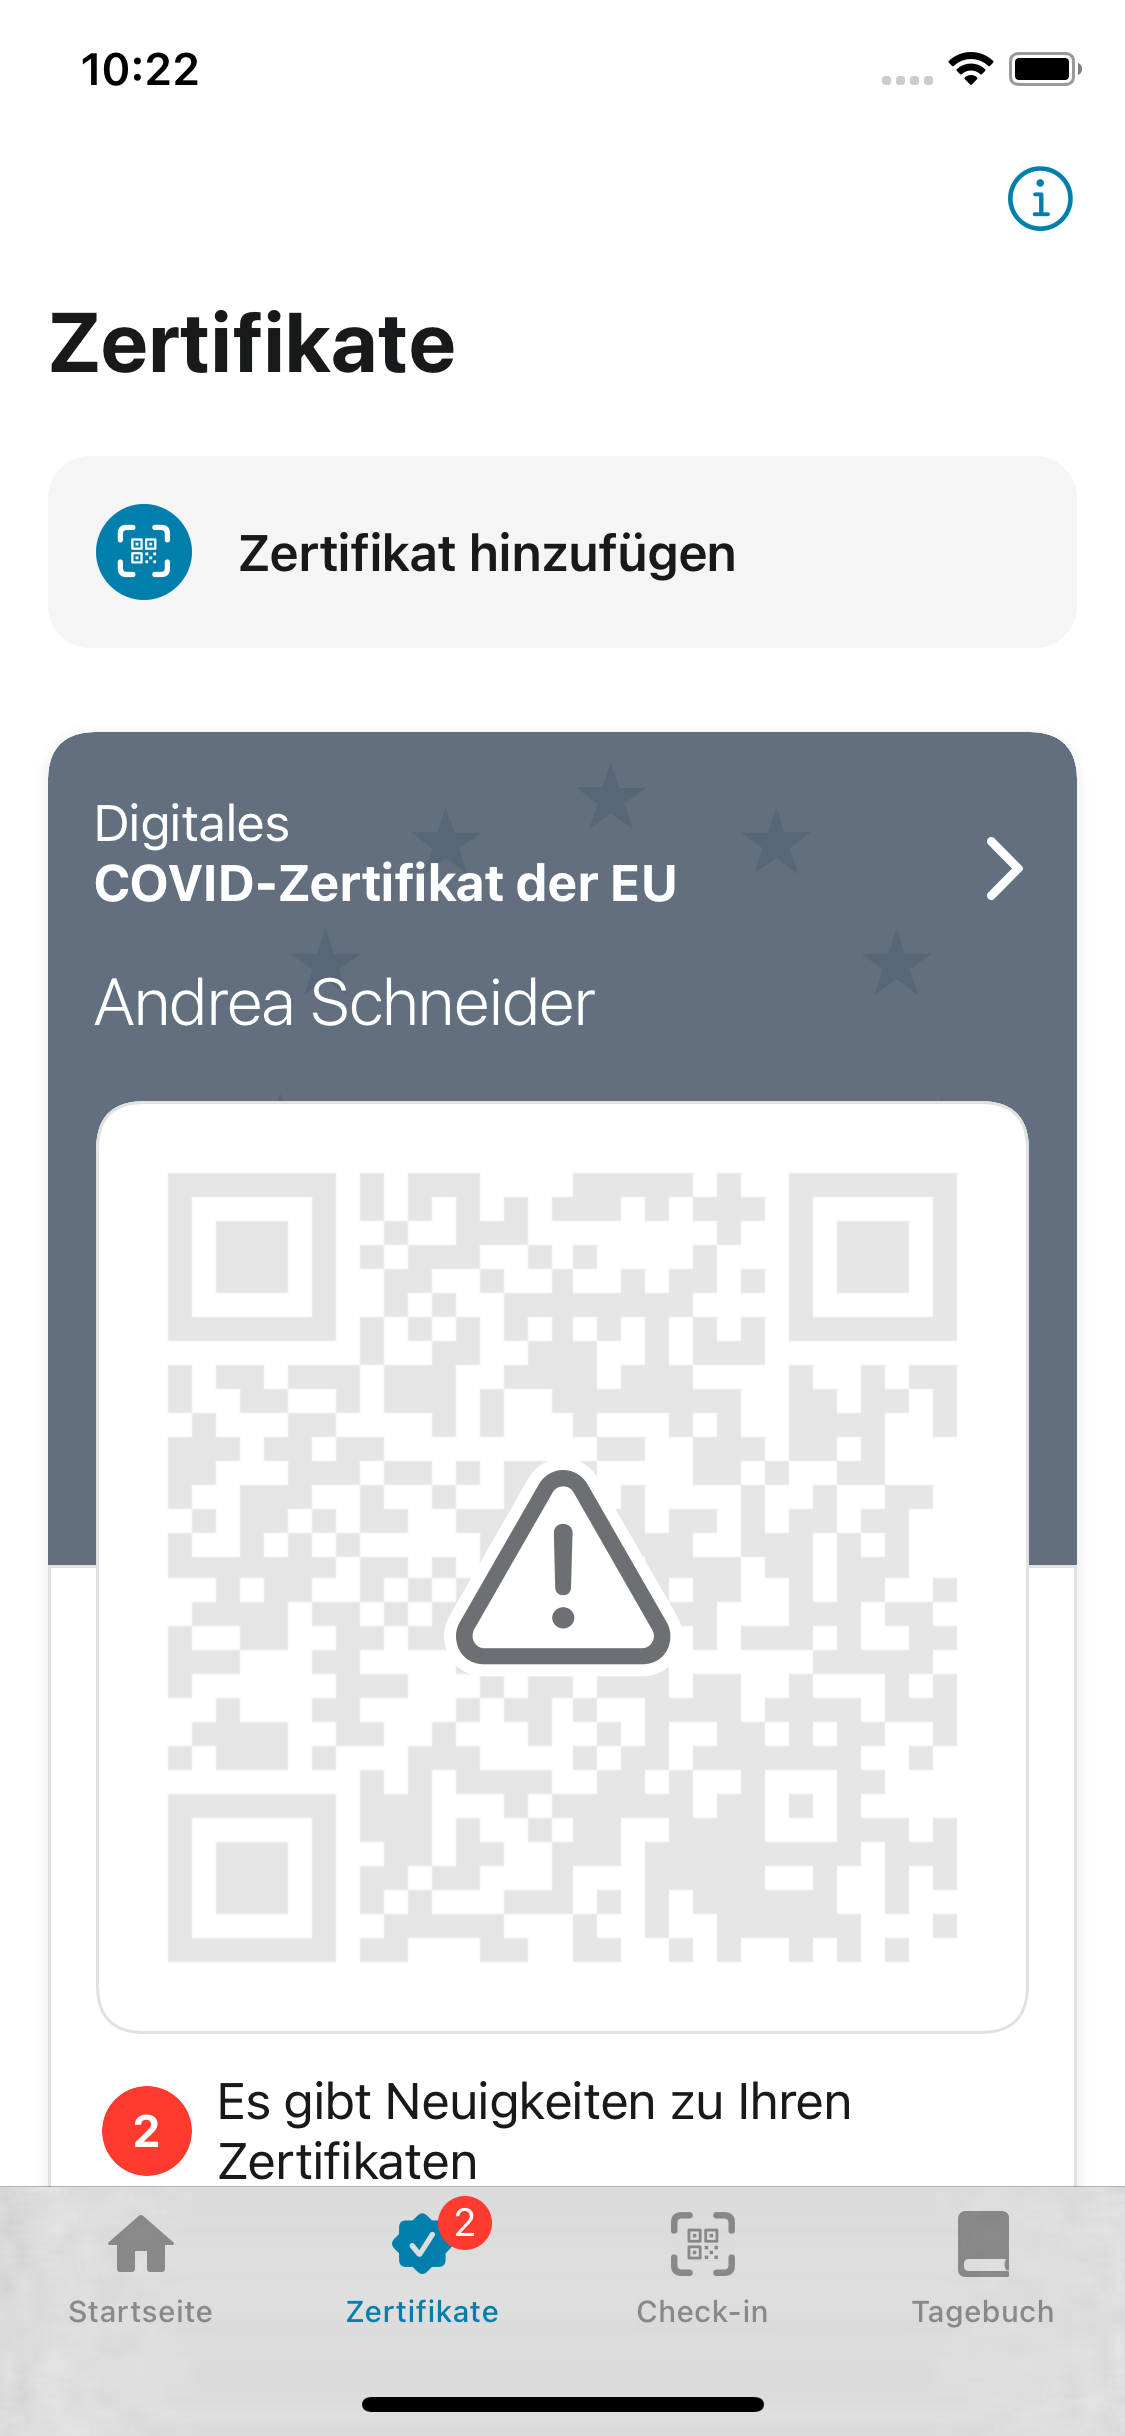 10:22
Zertifikate
Zertifikat hinzufügen
Digitales
COVID-Zertifikat der EU
Andrea Schneider
2
Es gibt Neuigkeiten zu Ihren
Zertifikaten
2
Startseite
Zertifikate
Check-in
Tagebuch